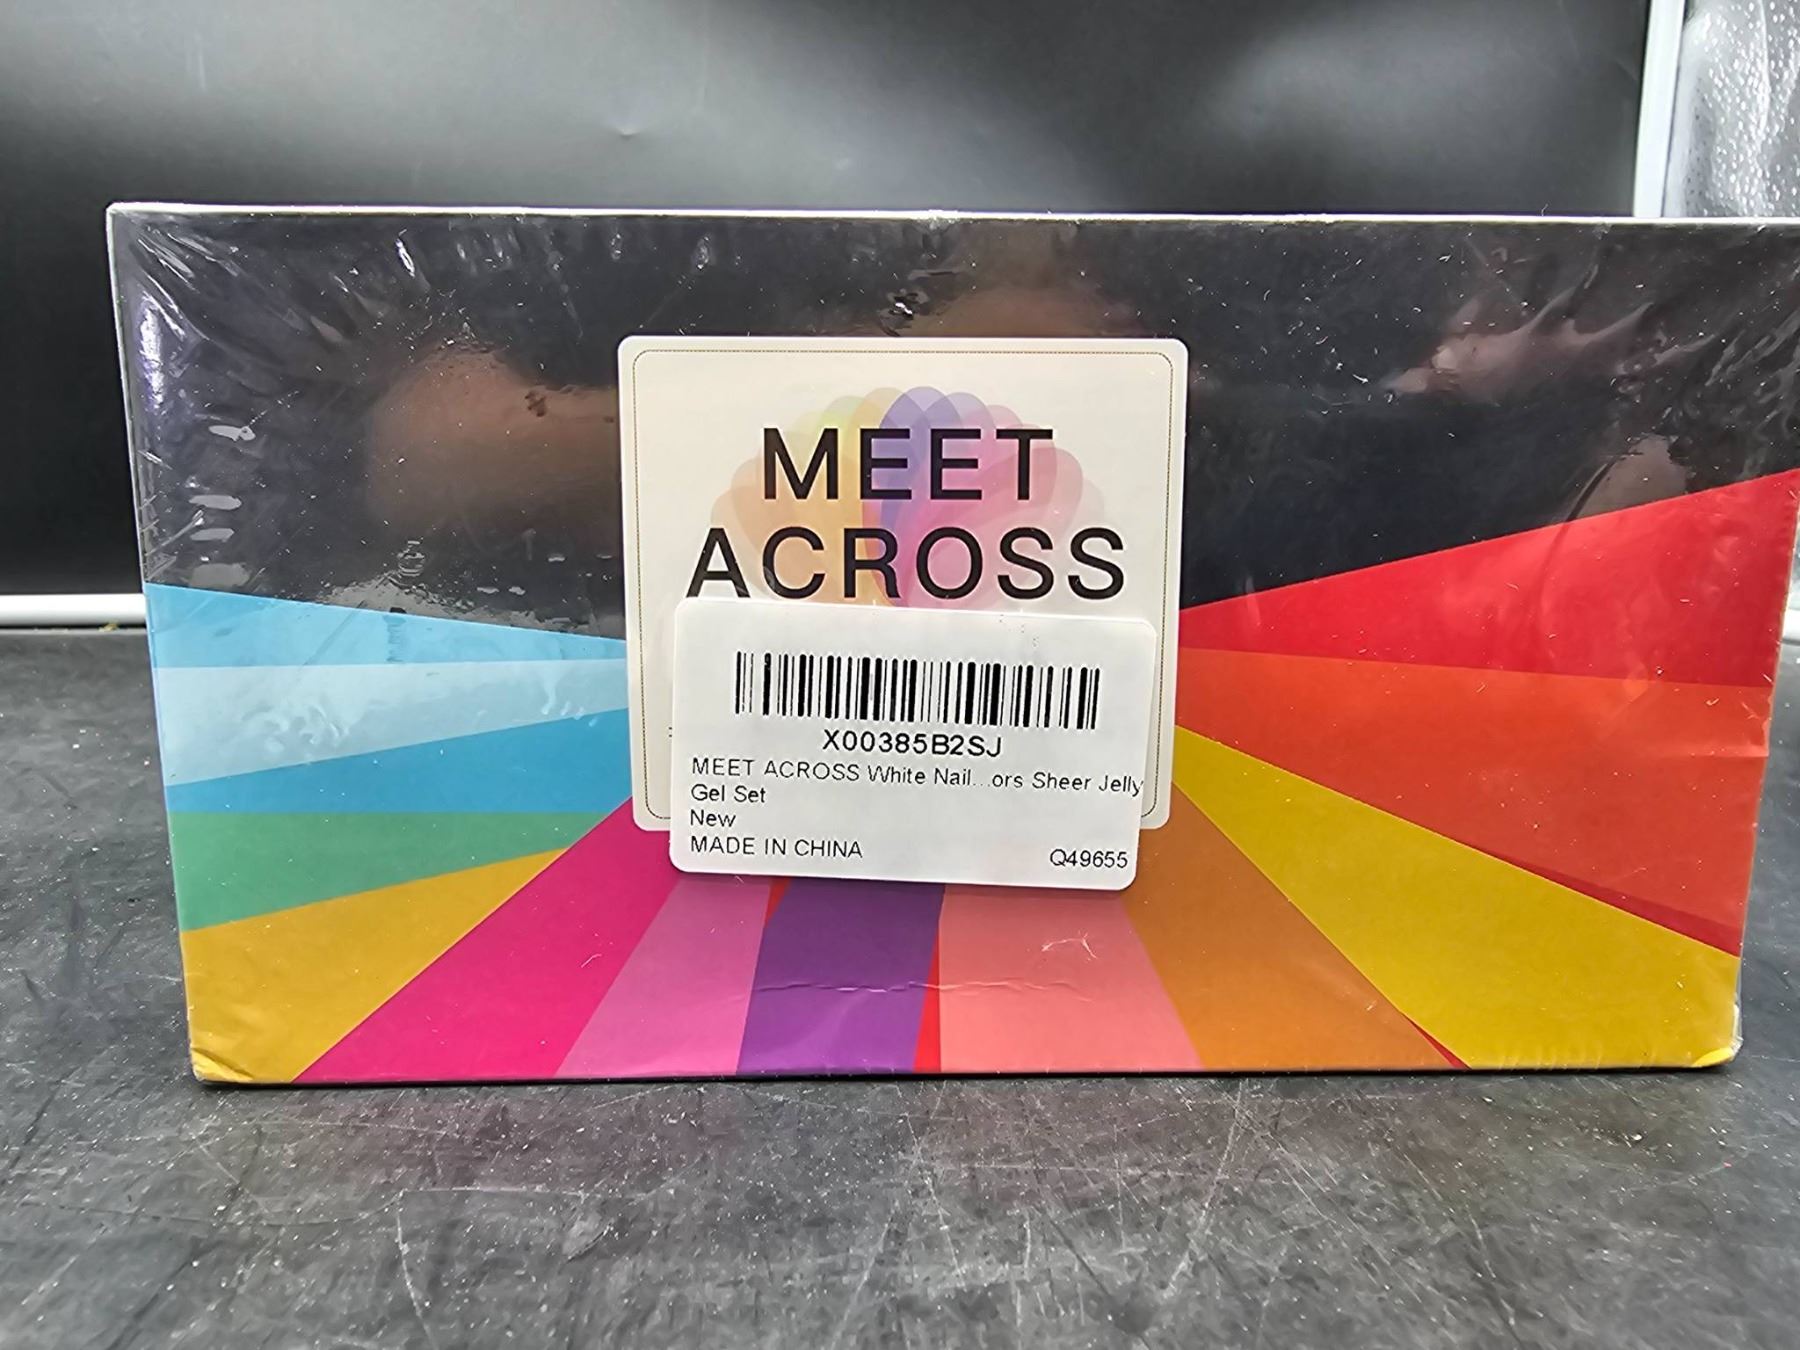 MEET
ACROSS
X00385B2SJ
MEET ACROSS White Nail...ors Sheer Jelly
Gel Set
New
MADE IN CHINA Q49655